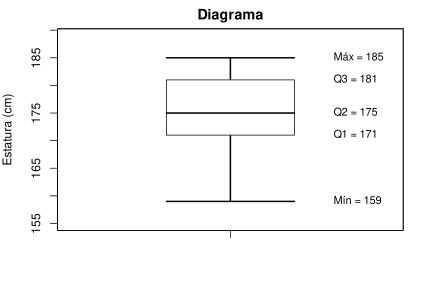 Diagrama
Estatura (cm)
185
175
165
155
Máx = 185
Q3 = 181
Q2 = 175
Q1 = 171
Mín = 159